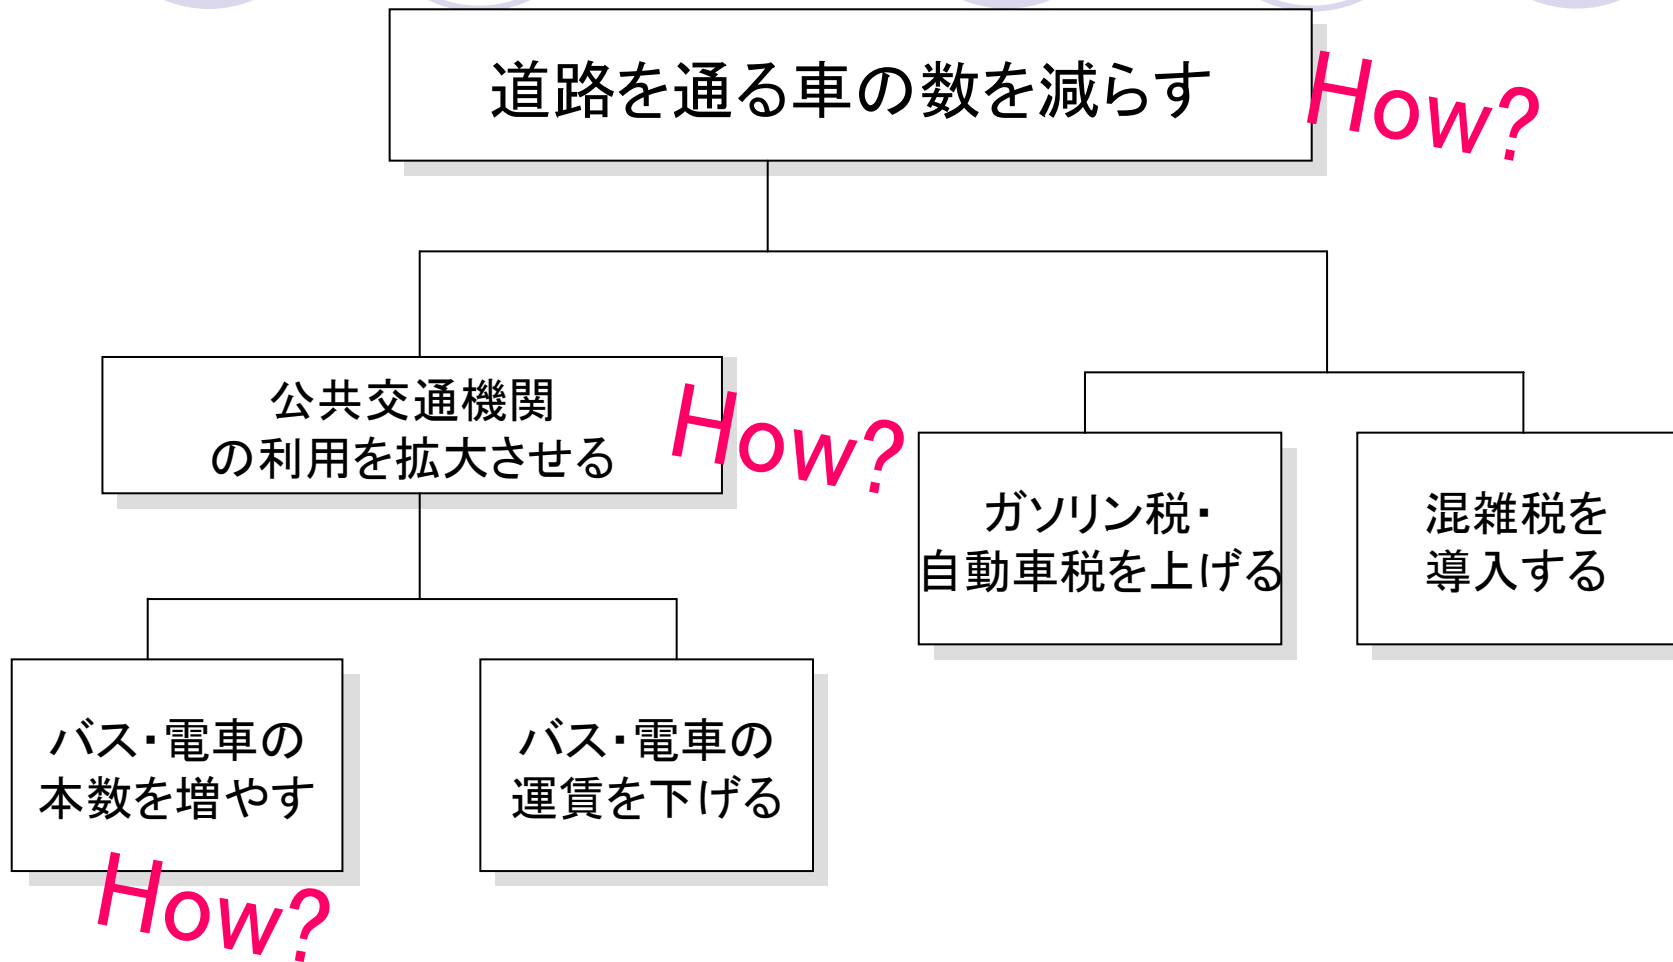 道路を通る車の数を減らす
How?
公共交通機関
の利用を拡大させる
How?
ガソリン税・
自動車税を上げる
混雑税を
導入する
バス・電車の
本数を増やす
How?
バス・電車の
運賃を下げる